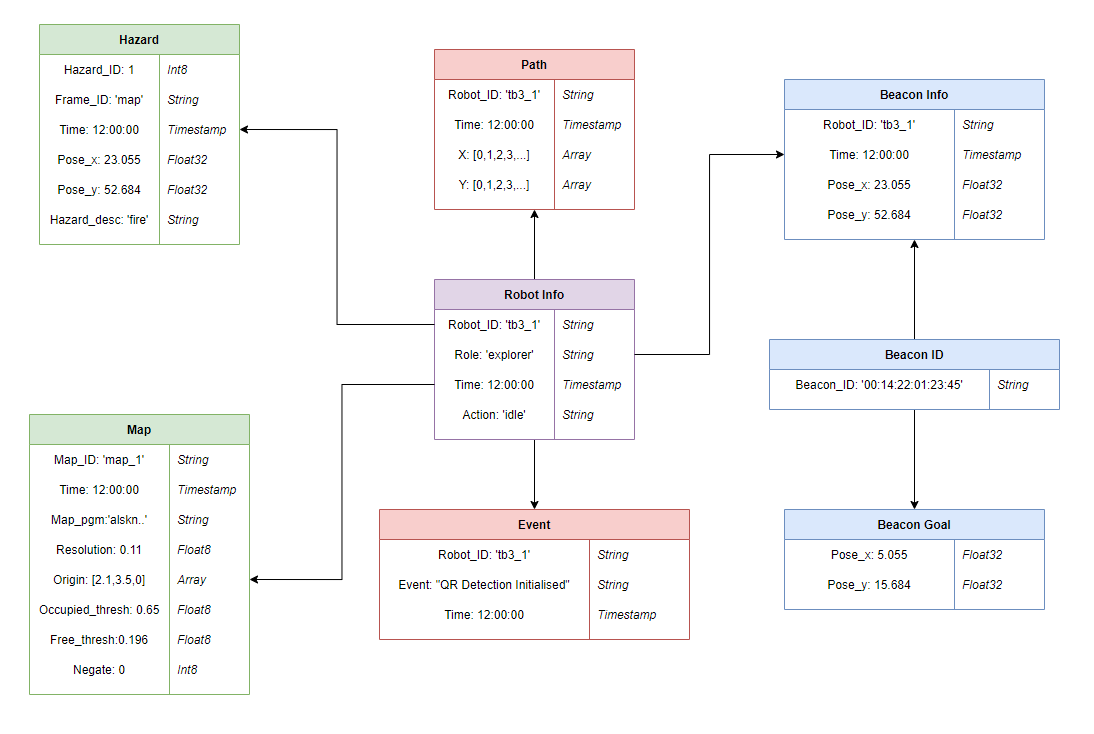 Hazard
Hazard_ID: 1 Int8
Frame_ID: 'map' String
Time: 12:00:00 Timestamp
Pose_x: 23.055 Float32
Pose_y: 52.684 Float32
Hazard_desc: 'fire' String
Path
Robot_ID: 'tb3_1' String
Time: 12:00:00 Timestamp
X: [0,1,2,3,...] Array
Y: [0,1,2,3,...] Array
Beacon Info
Robot_ID: 'tb3_1' String
Time: 12:00:00 Timestamp
Pose_x: 23.055 Float32
Pose_y: 52.684 Float32
Robot Info
Robot_ID: 'tb3_1' String
Role: 'explorer' String
Time: 12:00:00 Timestamp
Action: 'idle' String
Beacon ID
Beacon_ID: '00:14:22:01:23:45' String
Map
Map_ID: 'map_1' String
Time: 12:00:00 Timestamp
Map_pgm:'alskn..' String
Resolution: 0.11 Float8
Origin: [2.1,3.5,0] Array
Occupied_thresh: 0.65 Float8
Free_thresh:0.196 Float8
Negate: 0 Int8
Event
Robot_ID: 'tb3_1' String
Event: "QR Detection Initialised" String
Time: 12:00:00 Timestamp
Beacon Goal
Pose_x: 5.055 Float32
Pose_y: 15.684 Float32